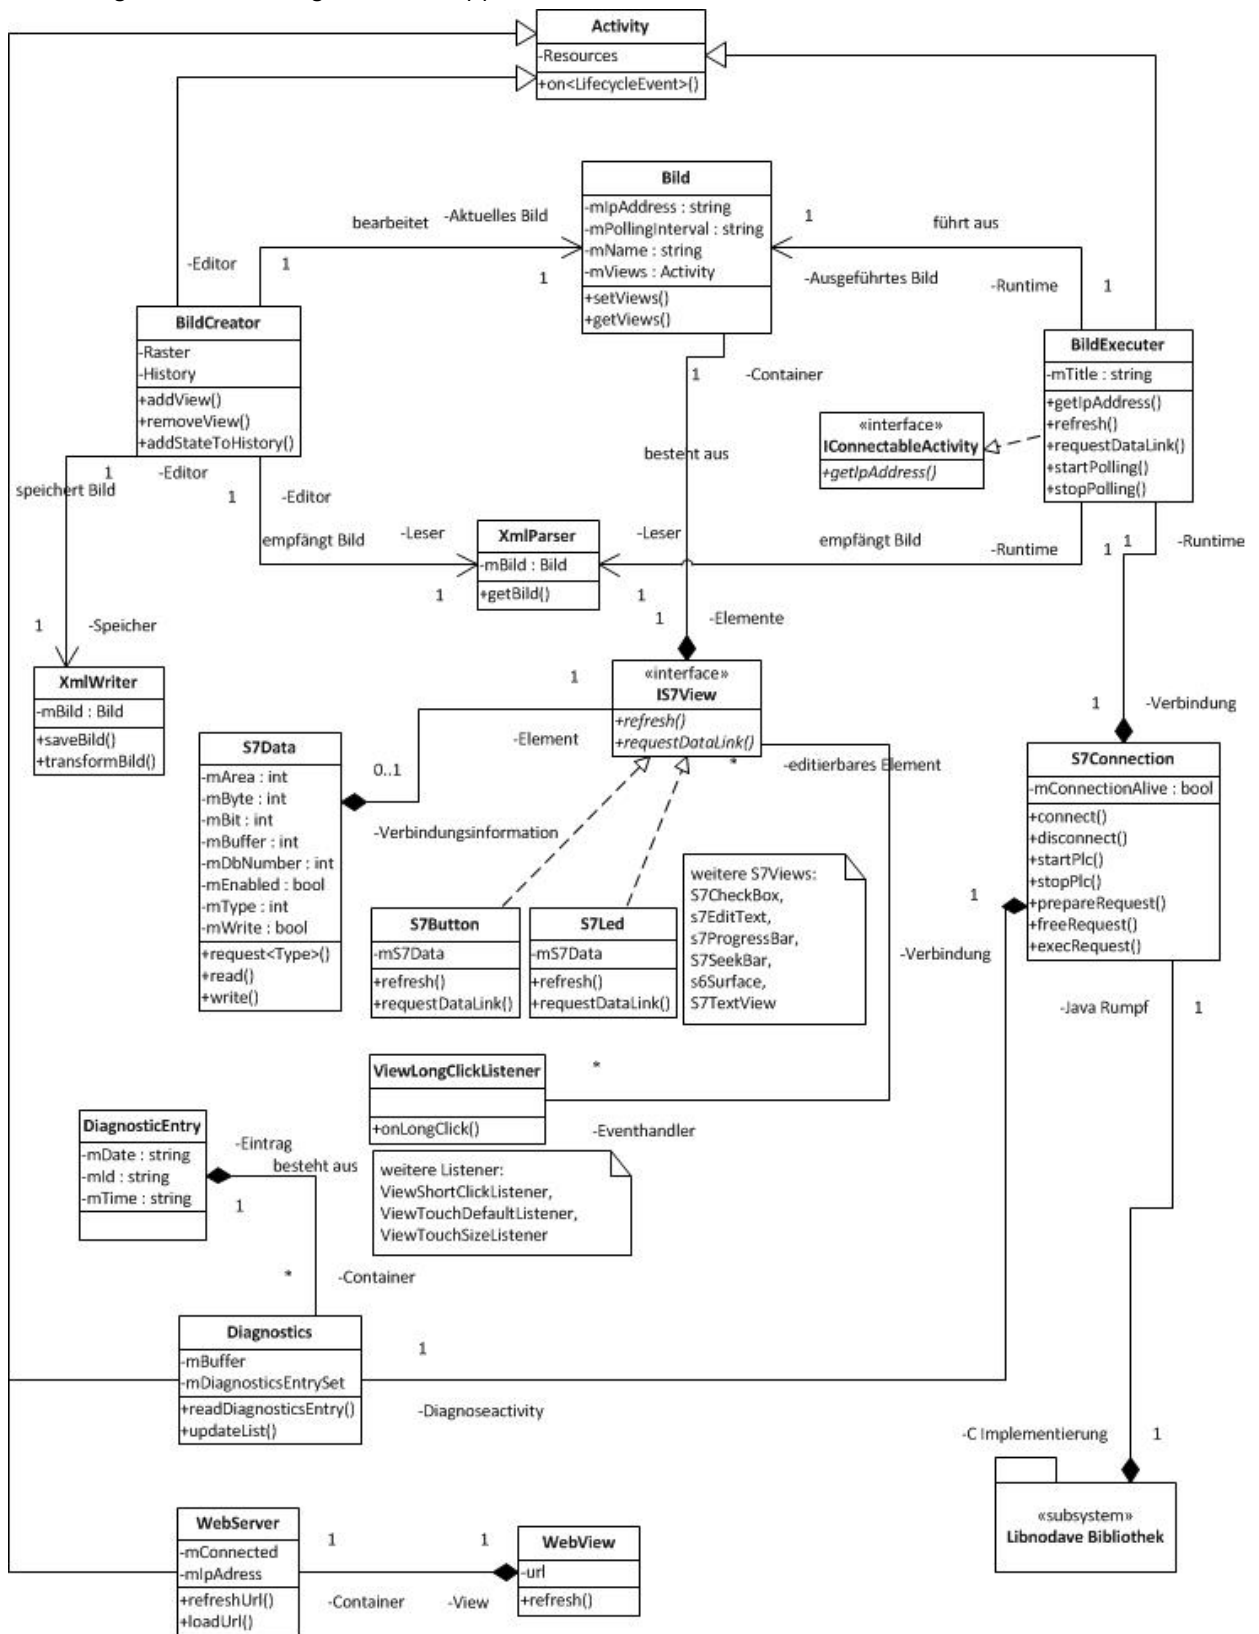 Activity
-Resources
+on<LifecycleEvent>()
Bild
-mIpAddress : string
-mPollingInterval : string
-mName : string
-mViews : Activity
+setViews()
+getViews()
bearbeitet
-Aktuelles Bild
1
führt aus
-Editor
1
1
-Ausgeführtes Bild
-Runtime
1
BildCreator
-Raster
-History
+addView()
+removeView()
+addStateToHistory()
BildExecuter
-mTitle : string
+getIpAddress()
+refresh()
+requestDataLink()
+startPolling()
+stopPolling()
1
-Container
«interface»
IConnectableActivity
+getIpAddress()
besteht aus
1
-Editor
speichert Bild
1
-Editor
empfängt Bild
-Leser
1
XmlParser
-mBild : Bild
+getBild()
-Leser
1
empfängt Bild
-Runtime
1
1
-Runtime
1
-Elemente
1
-Speicher
XmlWriter
-mBild : Bild
+saveBild()
+transformBild()
1
-Element
«interface»
IS7View
+refresh()
+requestDataLink()
*
-editierbares Element
1
-Verbindung
S7Data
-mArea : int
-mByte : int
-mBit : int
-mBuffer : int
-mDbNumber : int
-mEnabled : bool
-mType : int
-mWrite : bool
+request<Type>()
+read()
+write()
0..1
-Verbindungsinformation
S7Connection
-mConnectionAlive : bool
+connect()
+disconnect()
+startPlc()
+stopPlc()
+prepareRequest()
+freeRequest()
+execRequest()
S7Button
-mS7Data
+refresh()
+requestDataLink()
S7Led
-mS7Data
+refresh()
+requestDataLink()
weitere S7Views:
S7CheckBox,
s7EditText,
s7ProgressBar,
S7SeekBar,
s6Surface,
S7TextView
1
-Verbindung
-Java Rumpf
1
ViewLongClickListener
+onLongClick()
*
-Eventhandler
DiagnosticEntry
-mDate : string
-mId : string
-mTime : string
-Eintrag
besteht aus
1
weitere Listener:
ViewShortClickListener,
ViewTouchDefaultListener,
ViewTouchSizeListener
*
-Container
Diagnostics
-mBuffer
-mDiagnosticsEntrySet
+readDiagnosticsEntry()
+updateList()
1
-Diagnoseactivity
-C Implementierung
1
«subsystem»
Libnodave Bibliothek
WebServer
-mConnected
-mIpAdress
+refreshUrl()
+loadUrl()
1
-Container
1
-View
WebView
-url
+refresh()